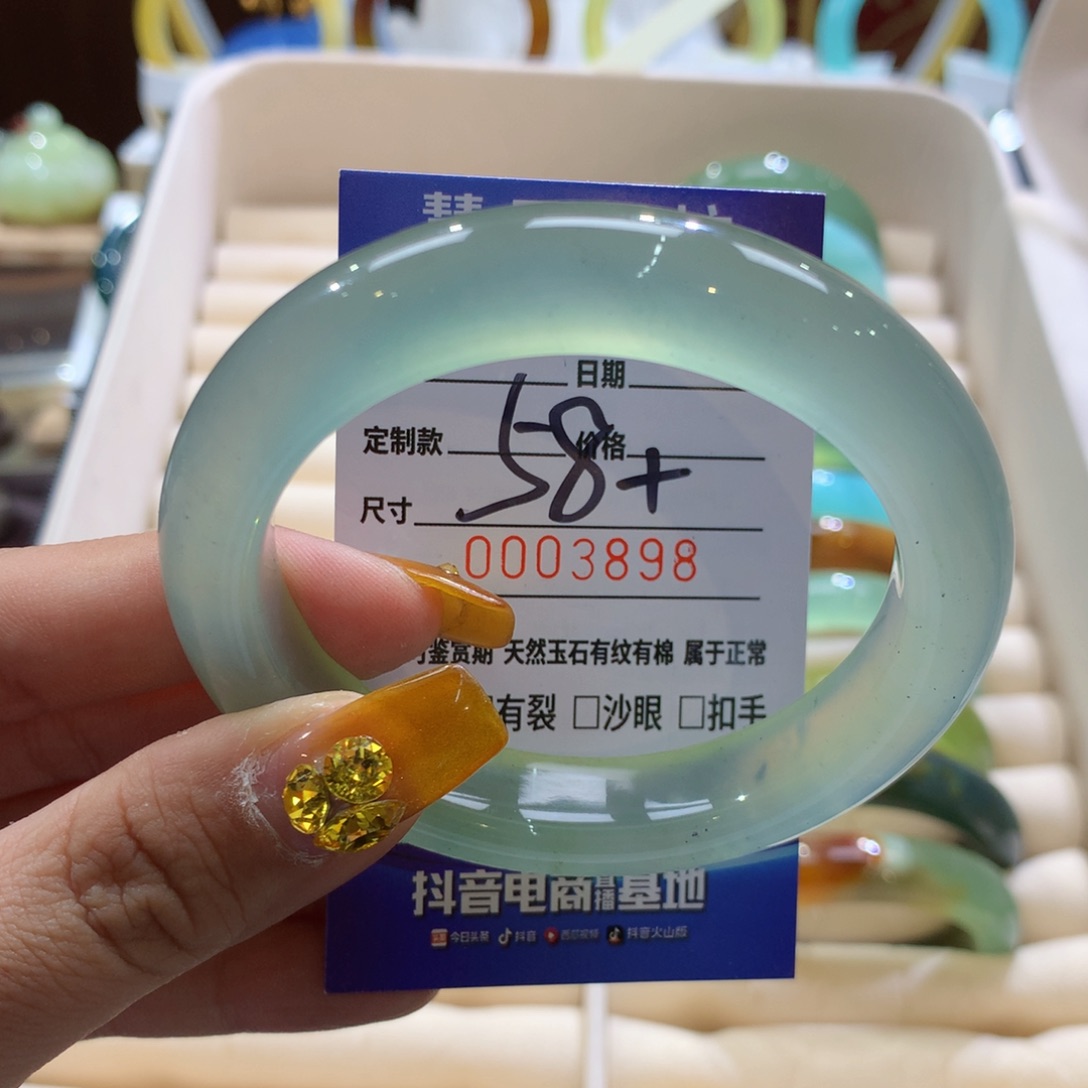 日期
定制款 58+ 价格
尺寸
0003898
鉴赏期 天然玉石有纹有棉 属于正常
有裂 □沙眼 □扣手
抖音电商直播基地
今日头条 抖音 西瓜视频 抖音火山版